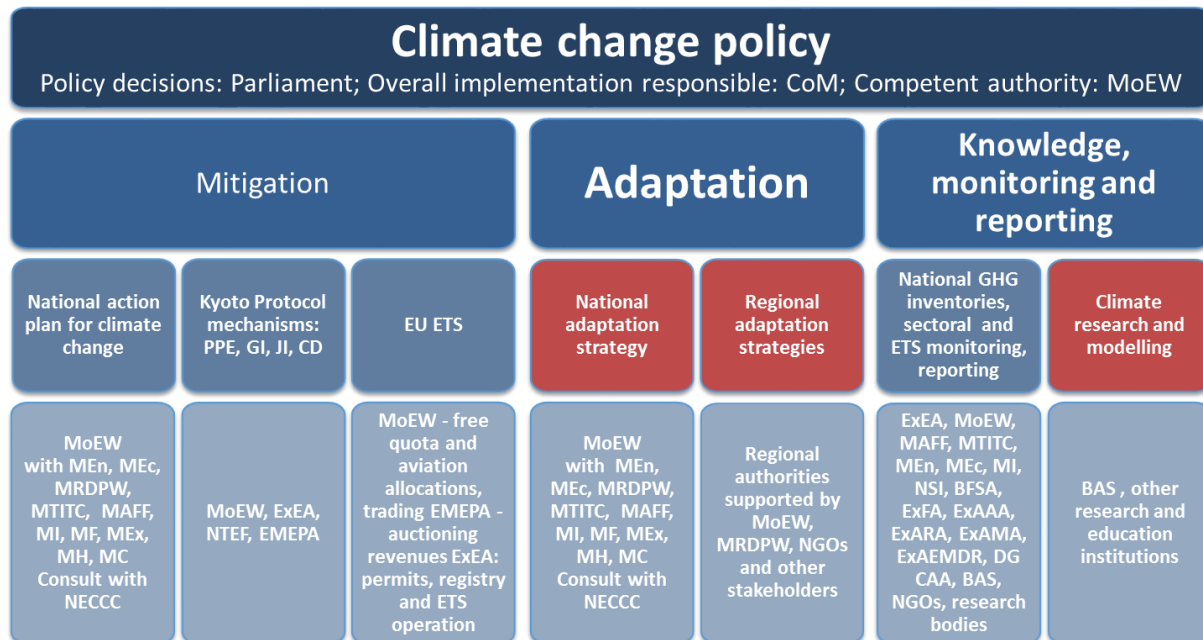 Climate change policy
Policy decisions: Parliament; Overall implementation responsible: CoM; Competent authority: MoEW
Mitigation
Adaptation
Knowledge,
monitoring and
reporting
National action
plan for climate
change
Kyoto Protocol
mechanisms:
PPE, GI, JI, CD
EU ETS
National
adaptation
strategy
Regional
adaptation
strategies
National GHG
inventories,
sectoral and
ETS monitoring,
reporting
Climate
research and
modelling
MoEW
with MEn, MEc,
MRDPW,
MTITC, MAFF,
MI, MF, MEx,
MH, MC
Consult with
NECCC
MoEW, ExEA,
NTEF, EMEPA
MoEW - free
quota and
aviation
allocations,
trading EMEPA -
auctioning
revenues ExEA:
permits, registry
and ETS
operation
MoEW
with MEn,
MEc, MRDPW,
MTITC, MAFF,
MI, MF, MEx,
MH, MC
Consult with
NECCC
Regional
authorities
supported by
MoEW,
MRDPW, NGOs
and other
stakeholders
ExEA, MoEW,
MAFF, MTITC,
MEn, MEc, MI,
NSI, BFSA,
ExFA, ExAAA,
ExARA, ExAMA,
ExAEMDR, DG
CAA, BAS,
NGOs, research
bodies
BAS , other
research and
education
institutions